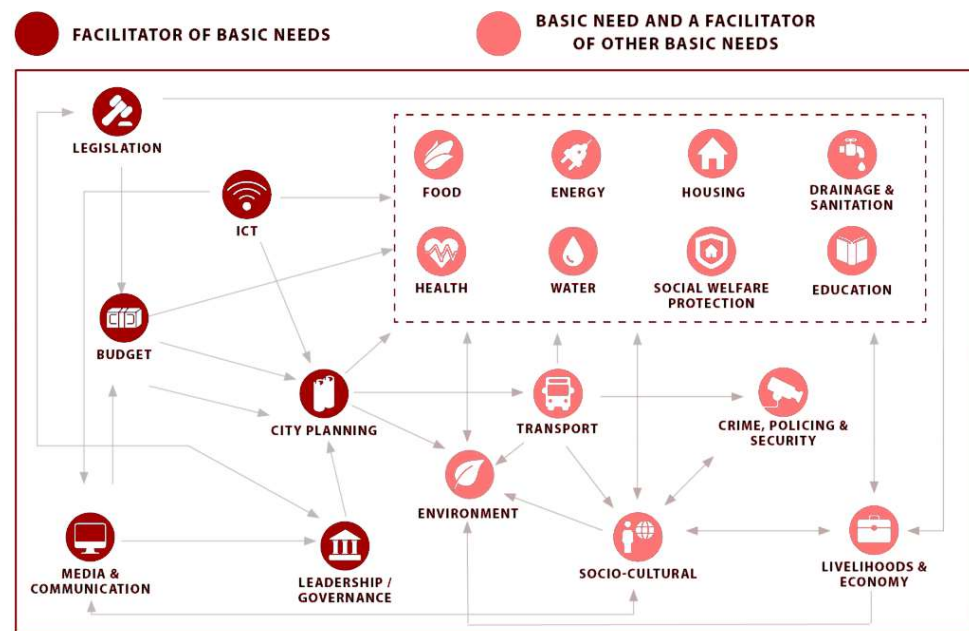 FACILITATOR OF BASIC NEEDS
BASIC NEED AND A FACILITATOR
OF OTHER BASIC NEEDS
LEGISLATION
ICT
FOOD
ENERGY
HOUSING
DRAINAGE &
SANITATION
HEALTH
WATER
SOCIAL WELFARE
PROTECTION
EDUCATION
BUDGET
CITY PLANNING
TRANSPORT
CRIME, POLICING &
SECURITY
ENVIRONMENT
MEDIA &
COMMUNICATION
LEADERSHIP /
GOVERNANCE
SOCIO-CULTURAL
LIVELIHOODS &
ECONOMY